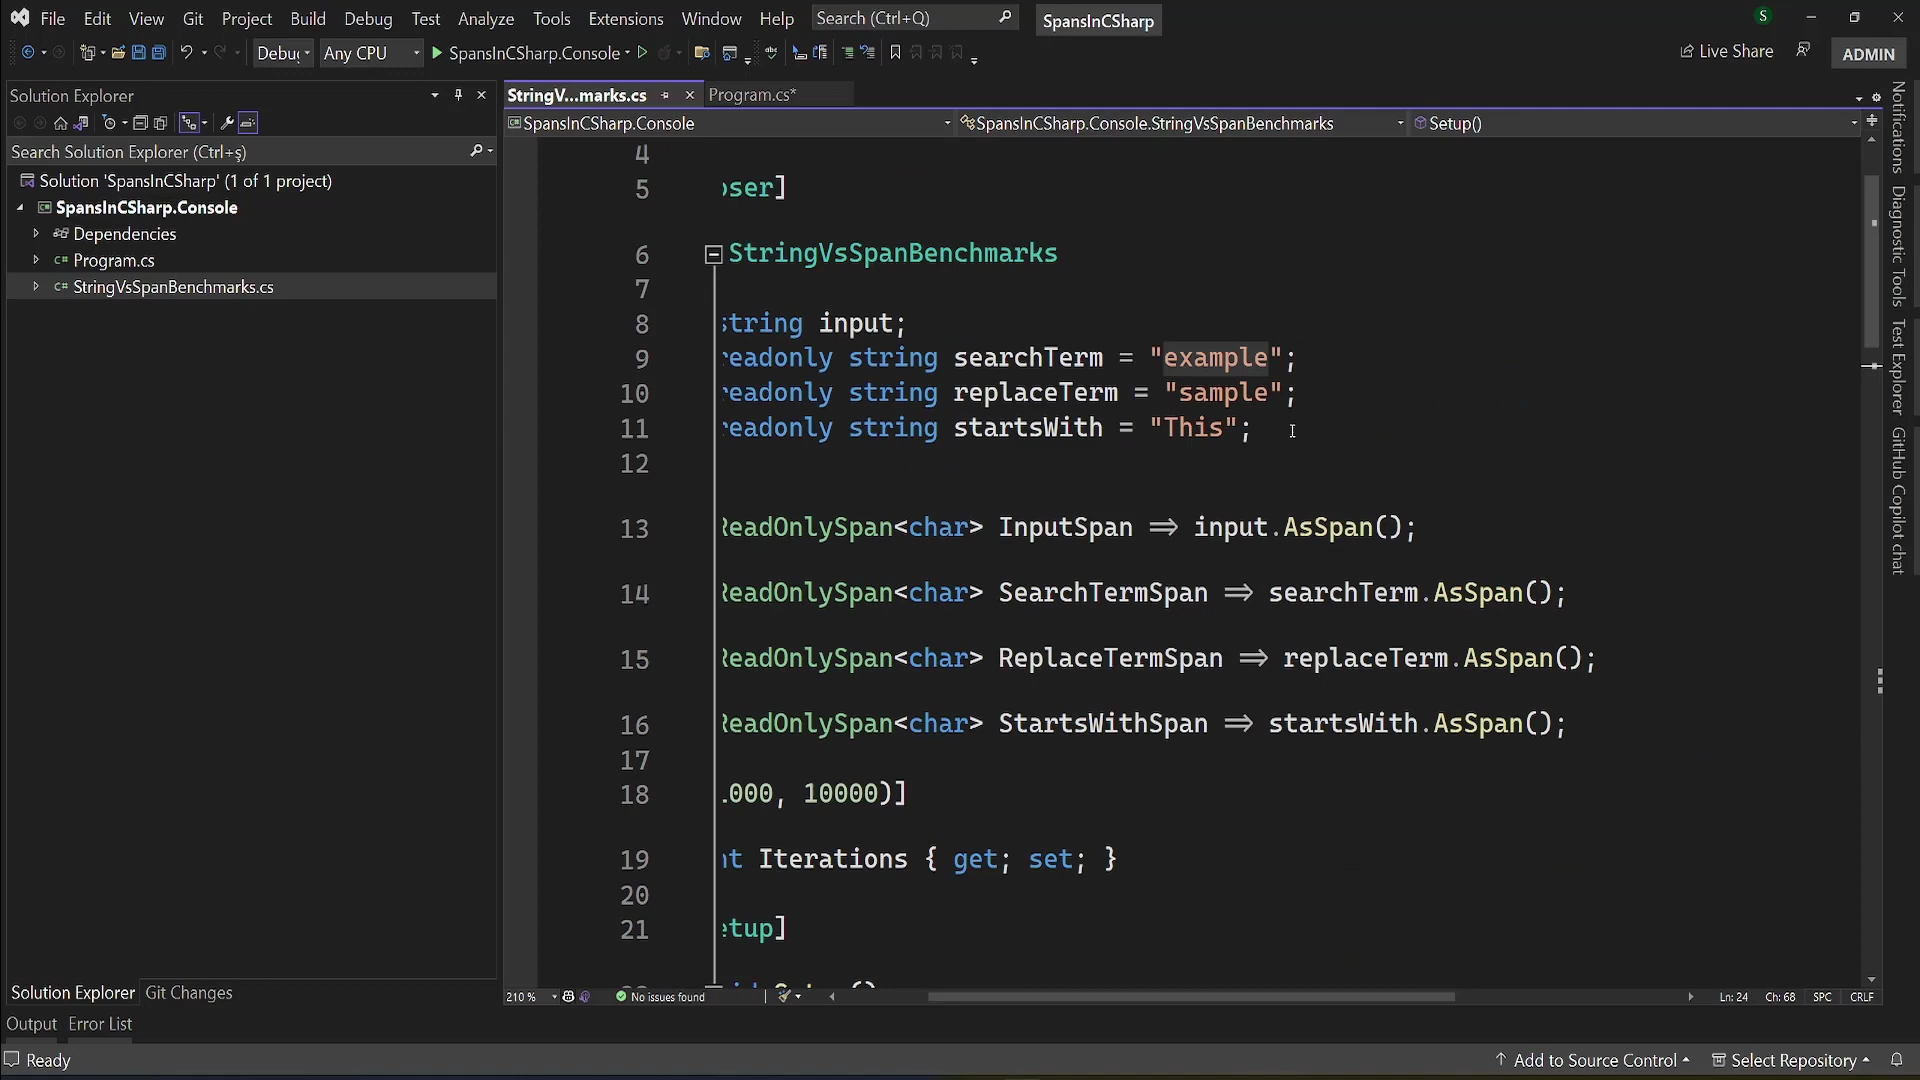 File Edit View Git Project Build Debug Test Analyze Tools Extensions Window Help Search (Ctrl+Q) SpansInCSharp S
Debug Any CPU SpansInCSharp.Console Live Share ADMIN
Solution Explorer
Search Solution Explorer (Ctrl+ş)
Solution 'SpansInCSharp' (1 of 1 project)
SpansInCSharp.Console
Dependencies
C# Program.cs
C# StringVsSpanBenchmarks.cs
StringV...marks.cs Program.cs*
SpansInCSharp.Console SpansInCSharp.Console.StringVsSpanBenchmarks Setup()
4
5 oser]
6 StringVsSpanBenchmarks
7
8 string input;
9 readonly string searchTerm = "example";
10 readonly string replaceTerm = "sample";
11 readonly string startsWith = "This";
12
13 ReadOnlySpan<char> InputSpan => input.AsSpan();
14 ReadOnlySpan<char> SearchTermSpan => searchTerm.AsSpan();
15 ReadOnlySpan<char> ReplaceTermSpan => replaceTerm.AsSpan();
16 ReadOnlySpan<char> StartsWithSpan => startsWith.AsSpan();
17
18 000, 10000)]
19 nt Iterations { get; set; }
20
21 etup]
210 % No issues found Ln: 24 Ch: 68 SPC CRLF
Solution Explorer Git Changes
Output Error List
Ready Add to Source Control Select Repository
Notifications
Diagnostic Tools
Test Explorer
GitHub Copilot chat